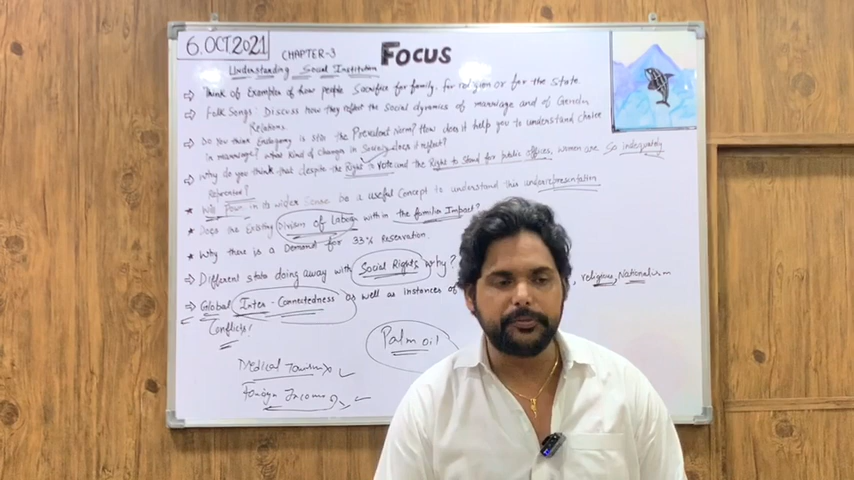 6.OCT2021
CHAPTER-3
FOCUS
Understanding Social Institution
⇨ Think of Examples of how people Sacrifice for family. for religion or for the State
⇨ Folk Songs: Discuss how they reflect the social dynamics of marriage and of Gender
Relations.
⇨ Do you think Endogamy is still the Prevalent Norm? How does it help you to understand choice
in marriage? What kind of changes in Society does it reflect?
⇨ Why do you think that despite the Right to vote and the Right to Stand for public offices, women are so
★ Will Power in its wider Sense be a useful Concept to understand this underrepresentation
★ Does the Existing Division of Labour within the familier Impact?
★ Why there is a Demand for 33% Reservation.
⇨ Different state doing away with Social Rights why?
⇨ Global Inter-Connectedness as well as instances of , religious, Nationalism
Conflicts!
Palm oil
Medical Tourism
Foreign Income